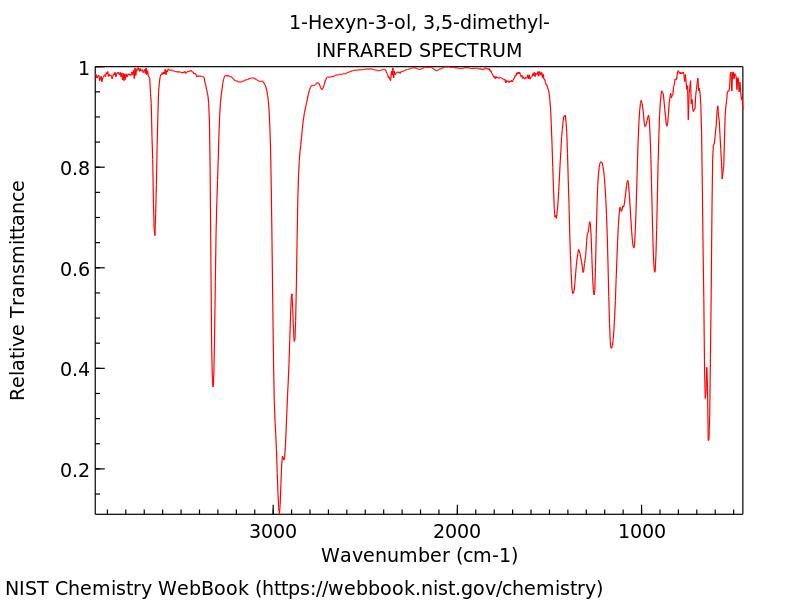 1-Hexyn-3-ol, 3,5-dimethyl-
INFRARED SPECTRUM
1
0.8
0.6
0.4
0.2
Relative Transmittance
3000 2000 1000
Wavenumber (cm-1)
NIST Chemistry WebBook (https://webbook.nist.gov/chemistry)